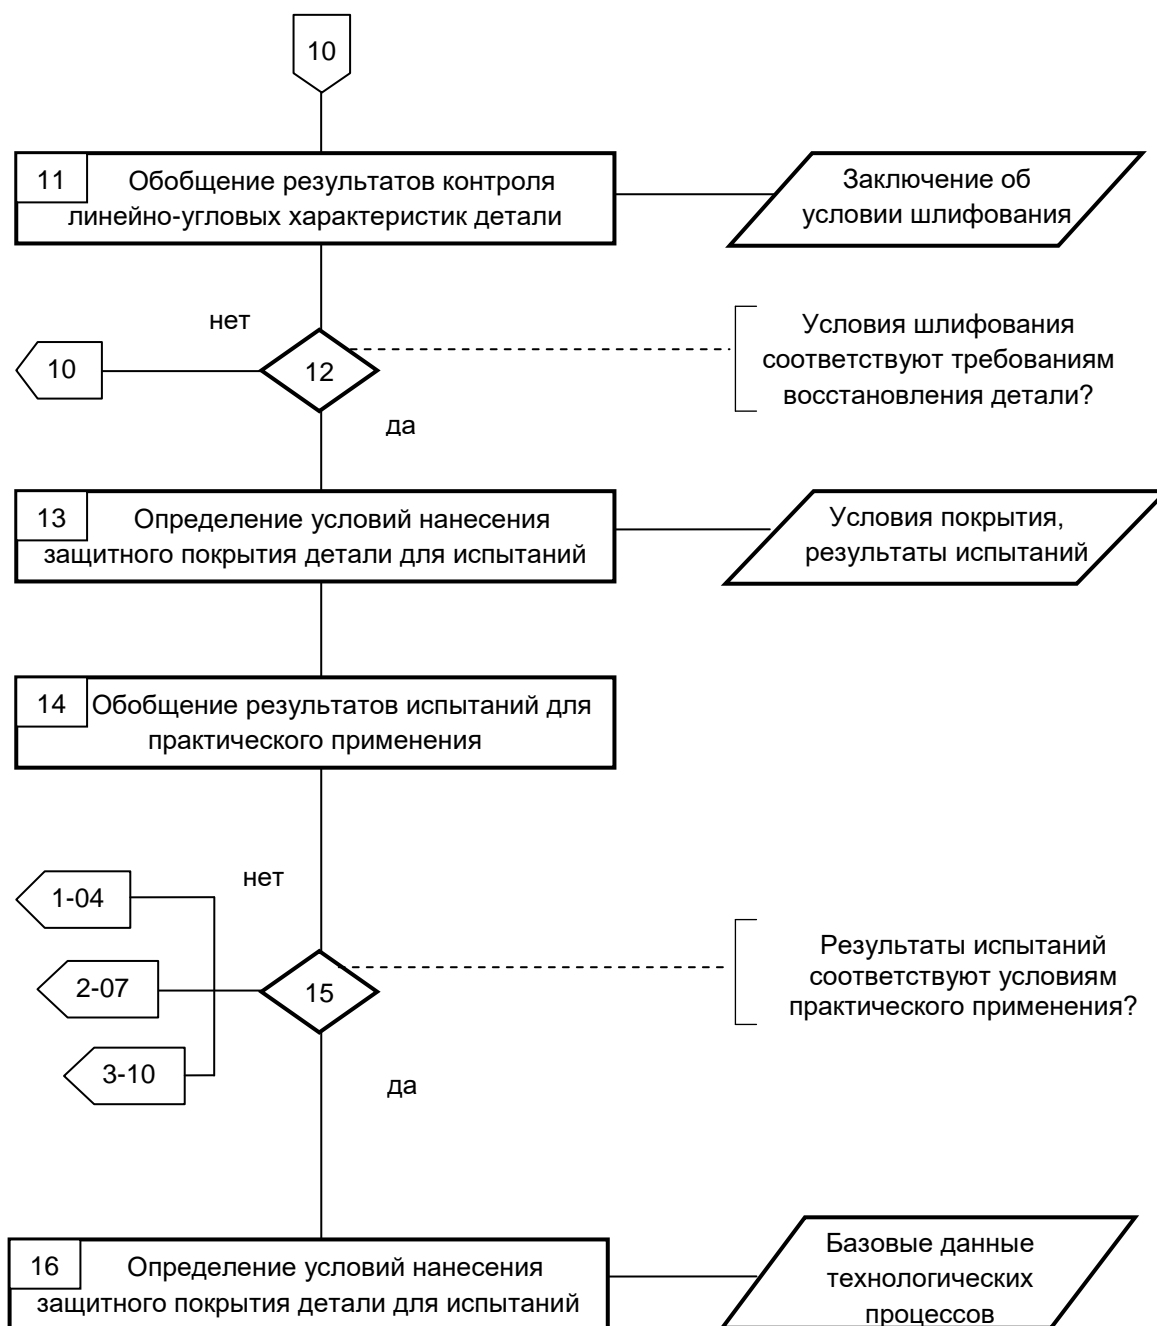 10
11
Обобщение результатов контроля
линейно-угловых характеристик детали
Заключение об
условии шлифования
нет
10
12
Условия шлифования
соответствуют требованиям
восстановления детали?
да
13
Определение условий нанесения
защитного покрытия детали для испытаний
Условия покрытия,
результаты испытаний
14
Обобщение результатов испытаний для
практического применения
нет
1-04
2-07
3-10
15
Результаты испытаний
соответствуют условиям
практического применения?
да
16
Определение условий нанесения
защитного покрытия детали для испытаний
Базовые данные
технологических
процессов